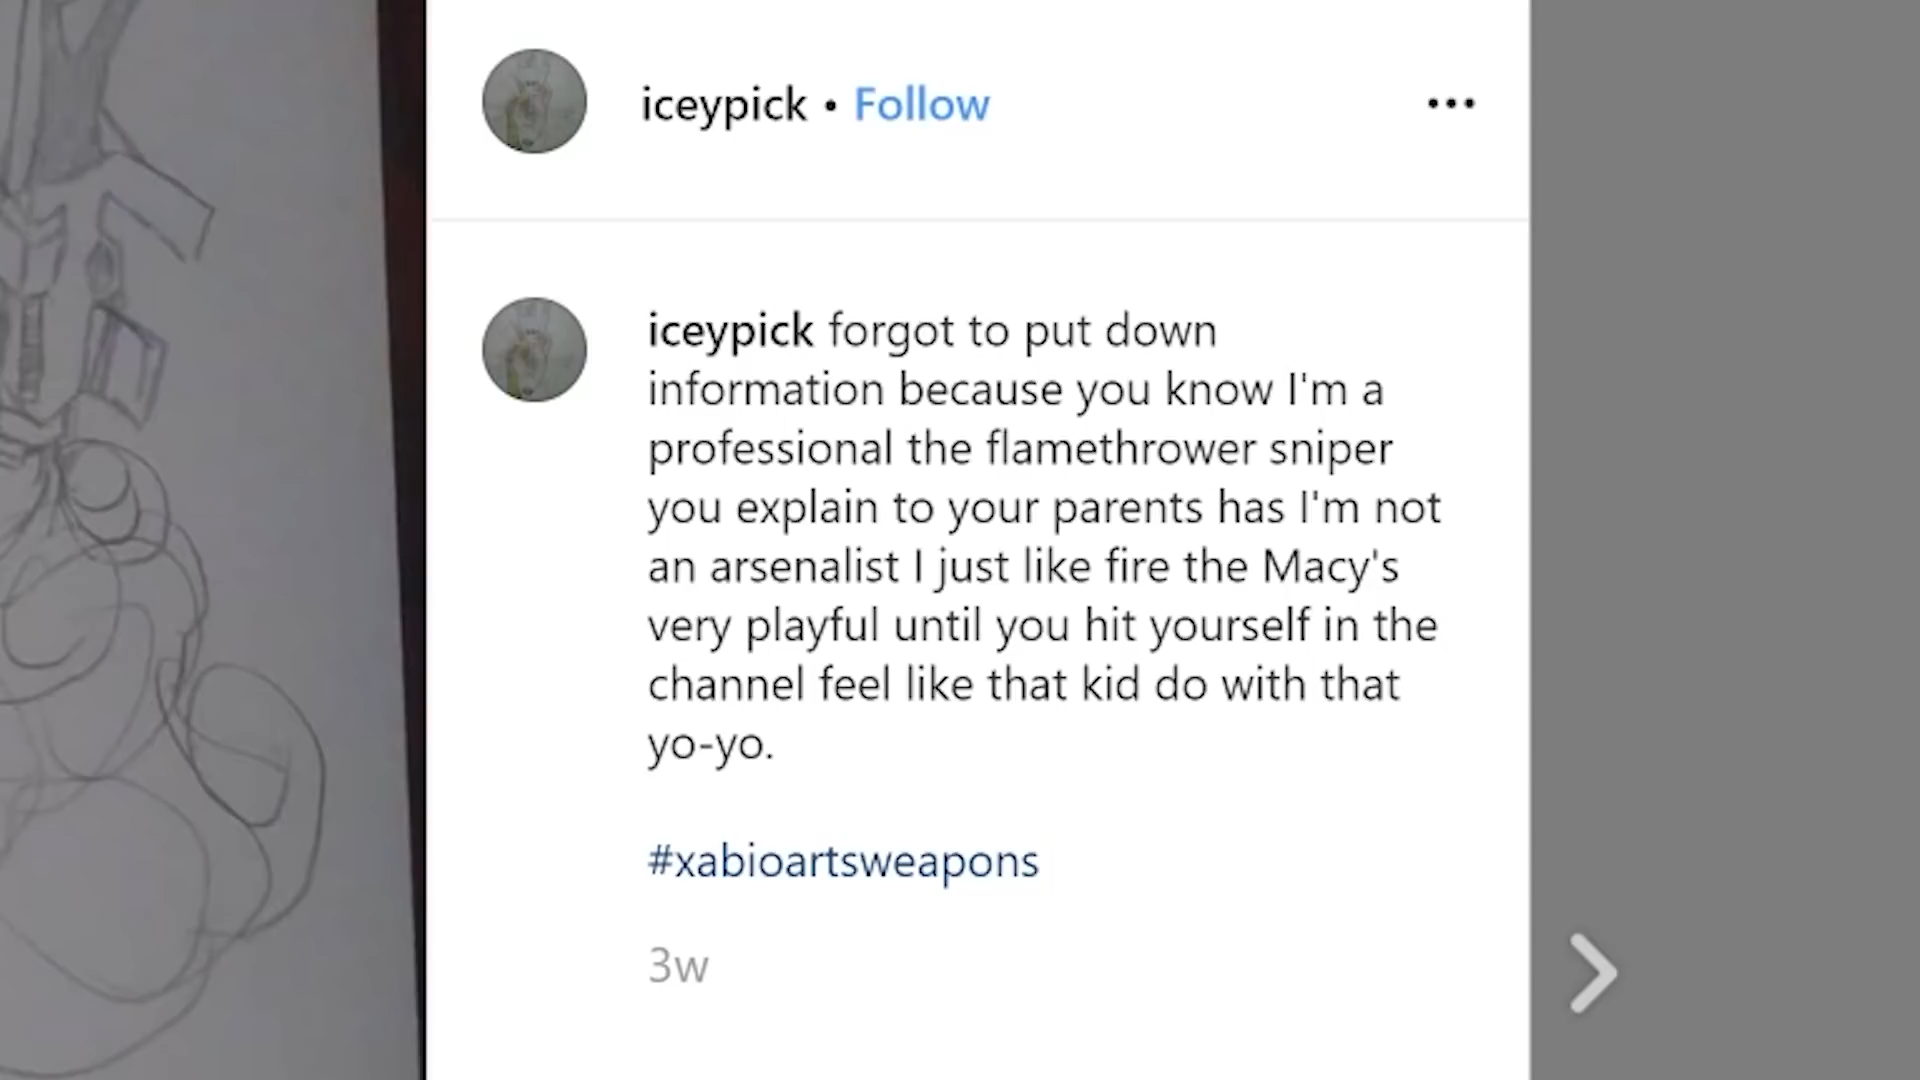 iceypick • Follow
iceypick forgot to put down
information because you know I'm a
professional the flamethrower sniper
you explain to your parents has I'm not
an arsenalist I just like fire the Macy's
very playful until you hit yourself in the
channel feel like that kid do with that
yo-yo.
#xabioartsweapons
3w